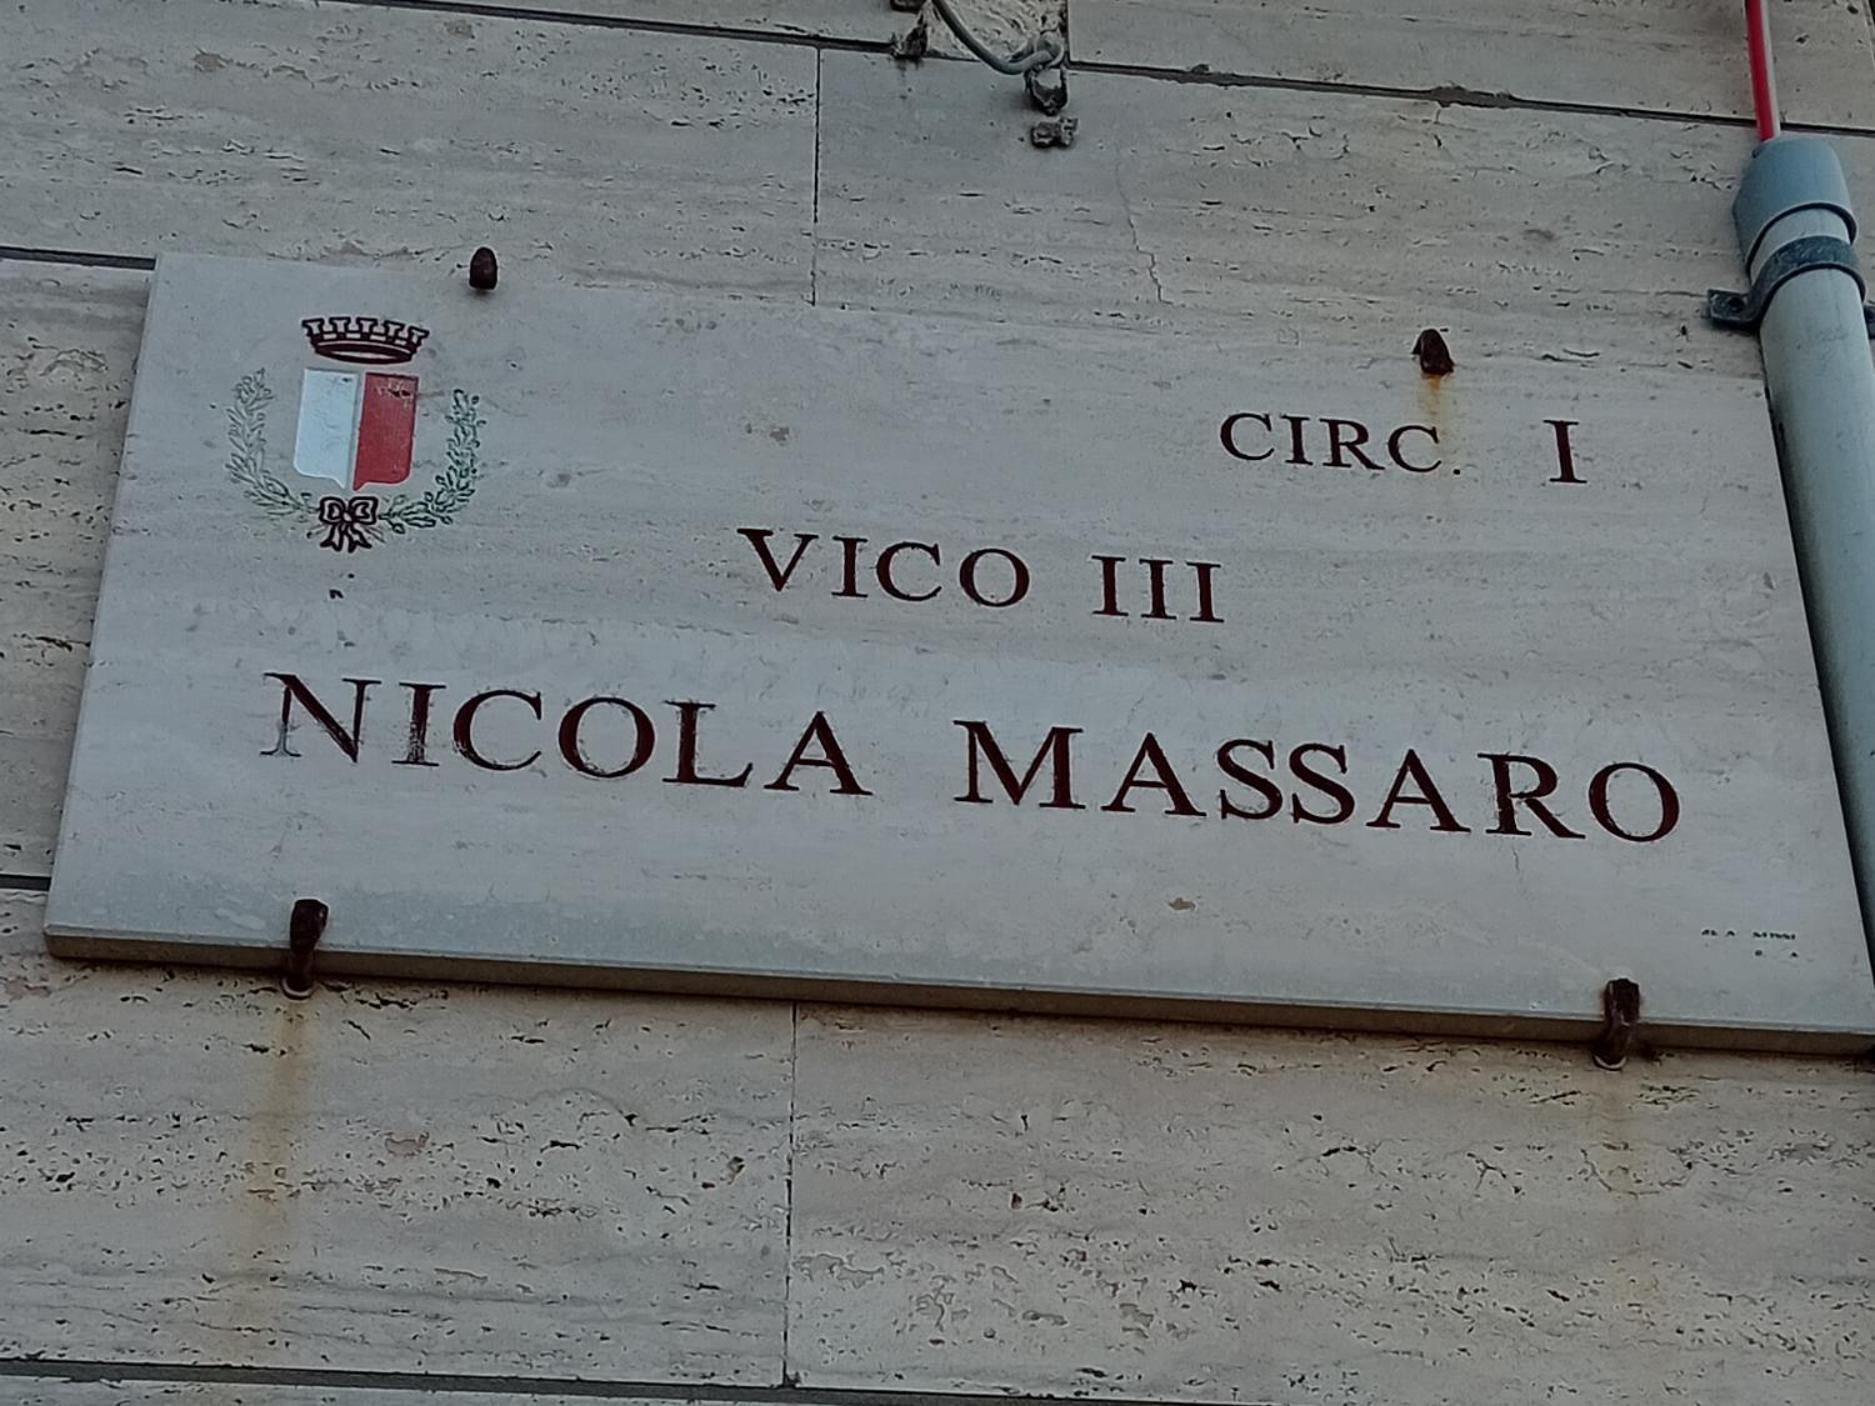 CIRC. I
VICO III
NICOLA MASSARO